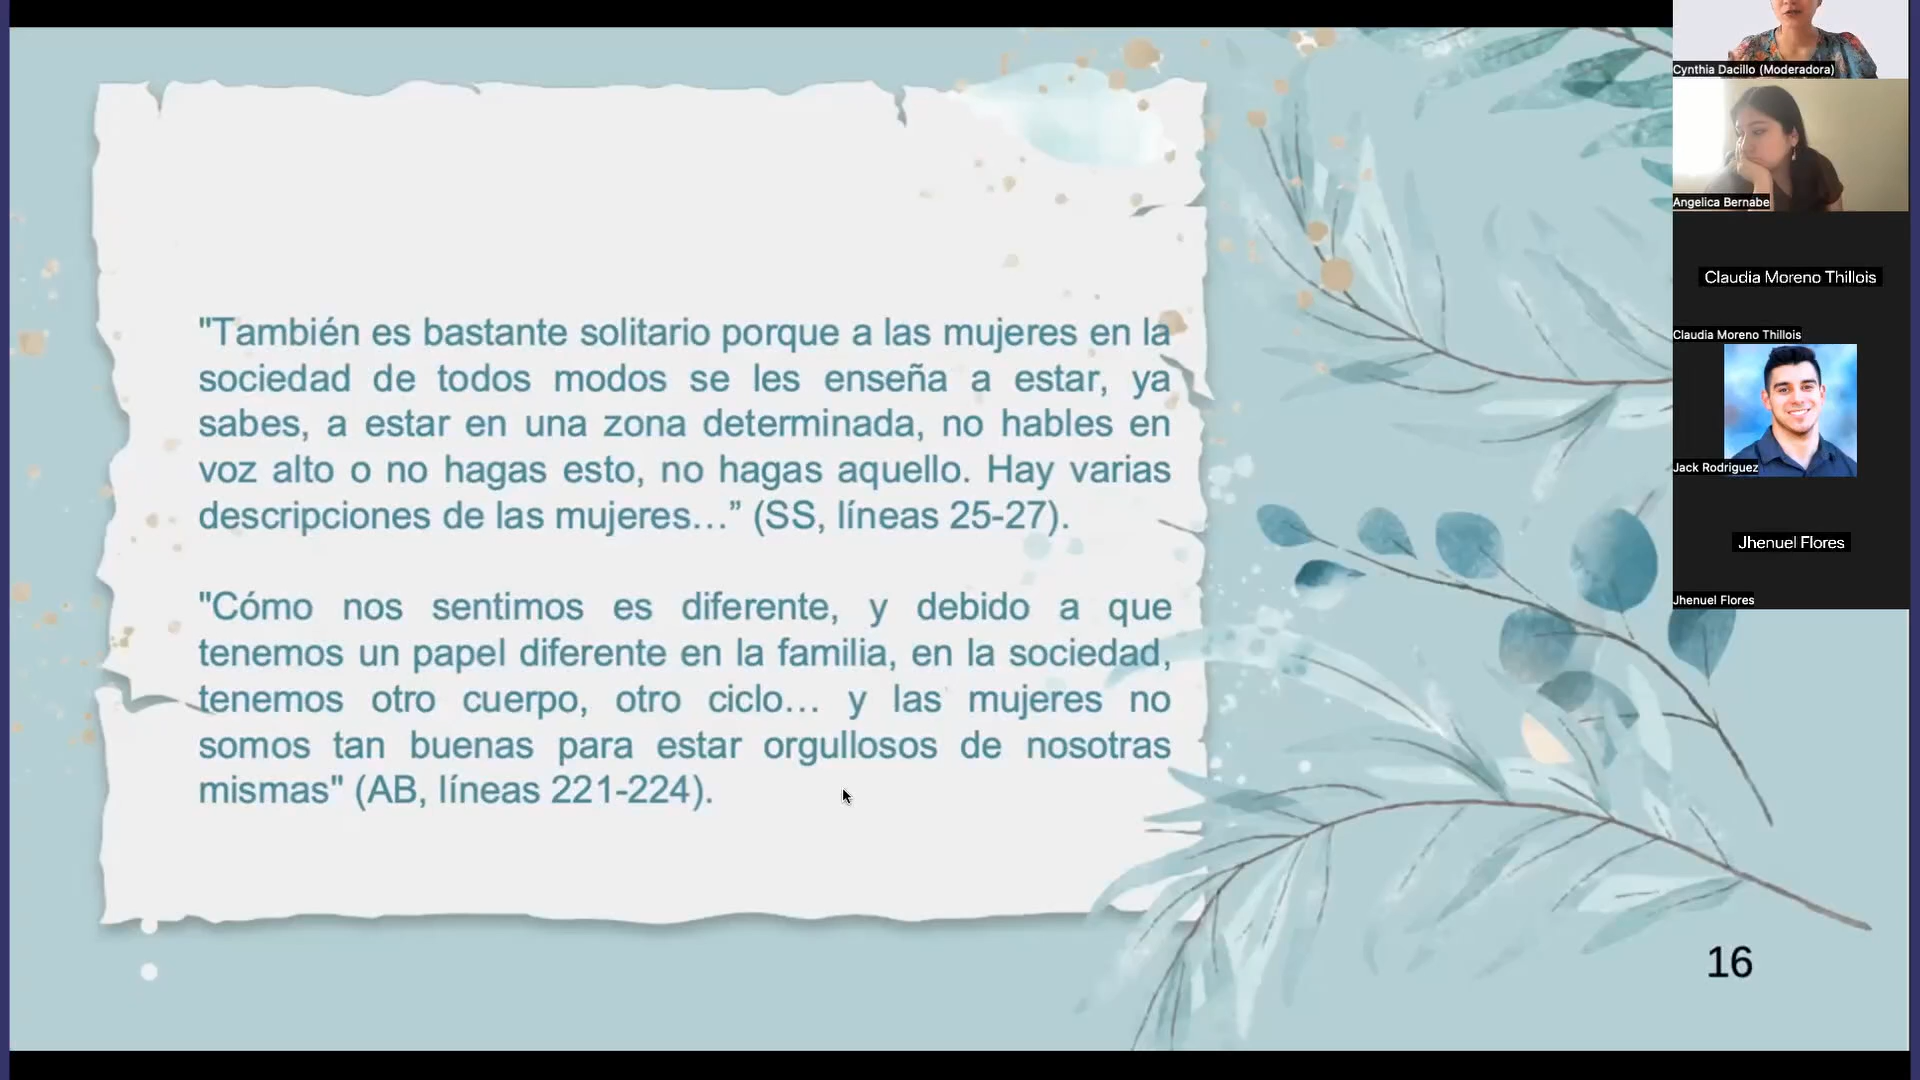 "También es bastante solitario porque a las mujeres en la
sociedad de todos modos se les enseña a estar, ya
sabes, a estar en una zona determinada, no hables en
voz alto o no hagas esto, no hagas aquello. Hay varias
descripciones de las mujeres…” (SS, líneas 25-27).
"Cómo nos sentimos es diferente, y debido a que
tenemos un papel diferente en la familia, en la sociedad,
tenemos otro cuerpo, otro ciclo… y las mujeres no
somos tan buenas para estar orgullosos de nosotras
mismas" (AB, líneas 221-224).
16
Cynthia Dacillo (Moderadora)
Angelica Bernabe
Claudia Moreno Thillois
Claudia Moreno Thillois
Jack Rodriguez
Jhenuel Flores
Jhenuel Flores